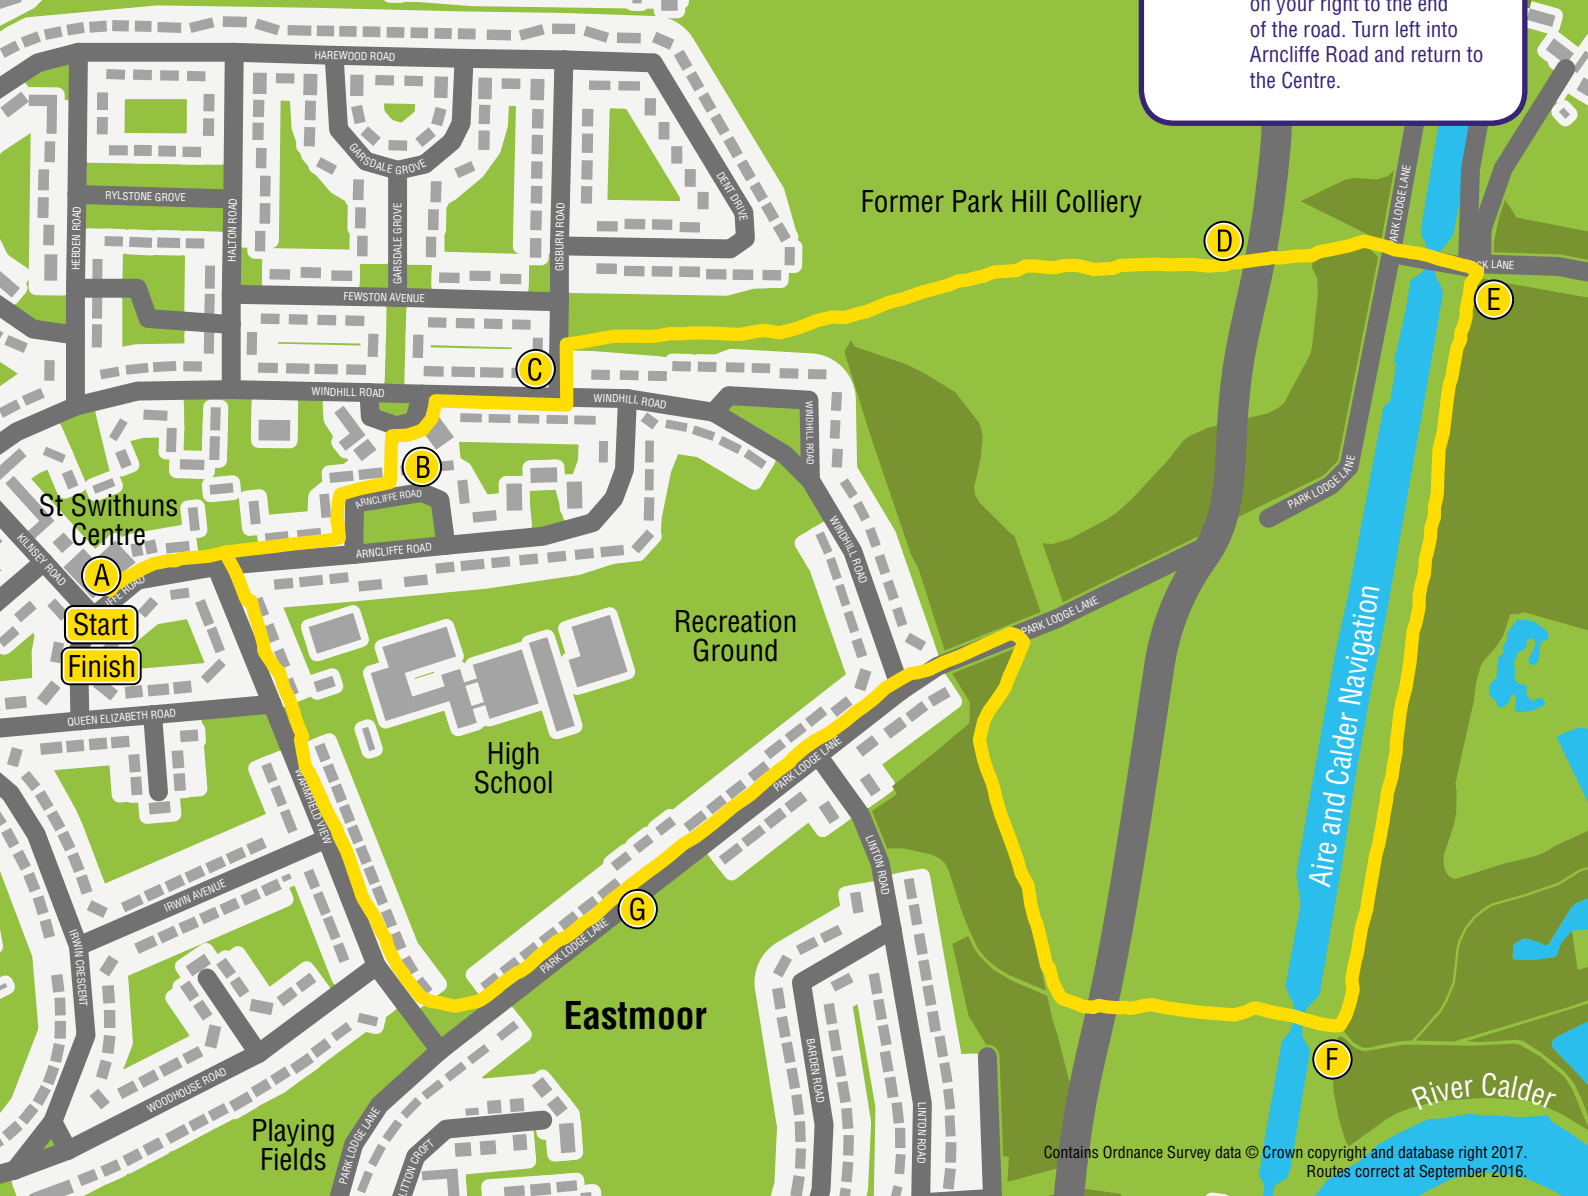 on your right to the end
of the road. Turn left into
Arncliffe Road and return to
the Centre.
HAREWOOD ROAD
GARSDALE GROVE
DENT DRIVE
RYLSTONE GROVE
HEBDEN ROAD
HALTON ROAD
GARSDALE GROVE
GISBURN ROAD
Former Park Hill Colliery
PARK LODGE LANE
D
CK LANE
E
FEWSTON AVENUE
C
WINDHILL ROAD
WINDHILL ROAD
WINDHILL ROAD
B
ARNCLIFFE ROAD
PARK LODGE LANE
St Swithuns
Centre
KILNSEY ROAD
ARNCLIFFE ROAD
WINDHILL ROAD
A
IFFE ROAD
Start
Finish
Recreation
Ground
PARK LODGE LANE
QUEEN ELIZABETH ROAD
High
School
PARK LODGE LANE
Aire and Calder Navigation
WARMFIELD VIEW
LINTON ROAD
IRWIN AVENUE
G
IRWIN CRESCENT
PARK LODGE LANE
Eastmoor
BARDEN ROAD
F
River Calder
WOODHOUSE ROAD
Playing
Fields
PARK LODGE LANE
LITTON CROFT
LINTON ROAD
Contains Ordnance Survey data © Crown copyright and database right 2017.
Routes correct at September 2016.